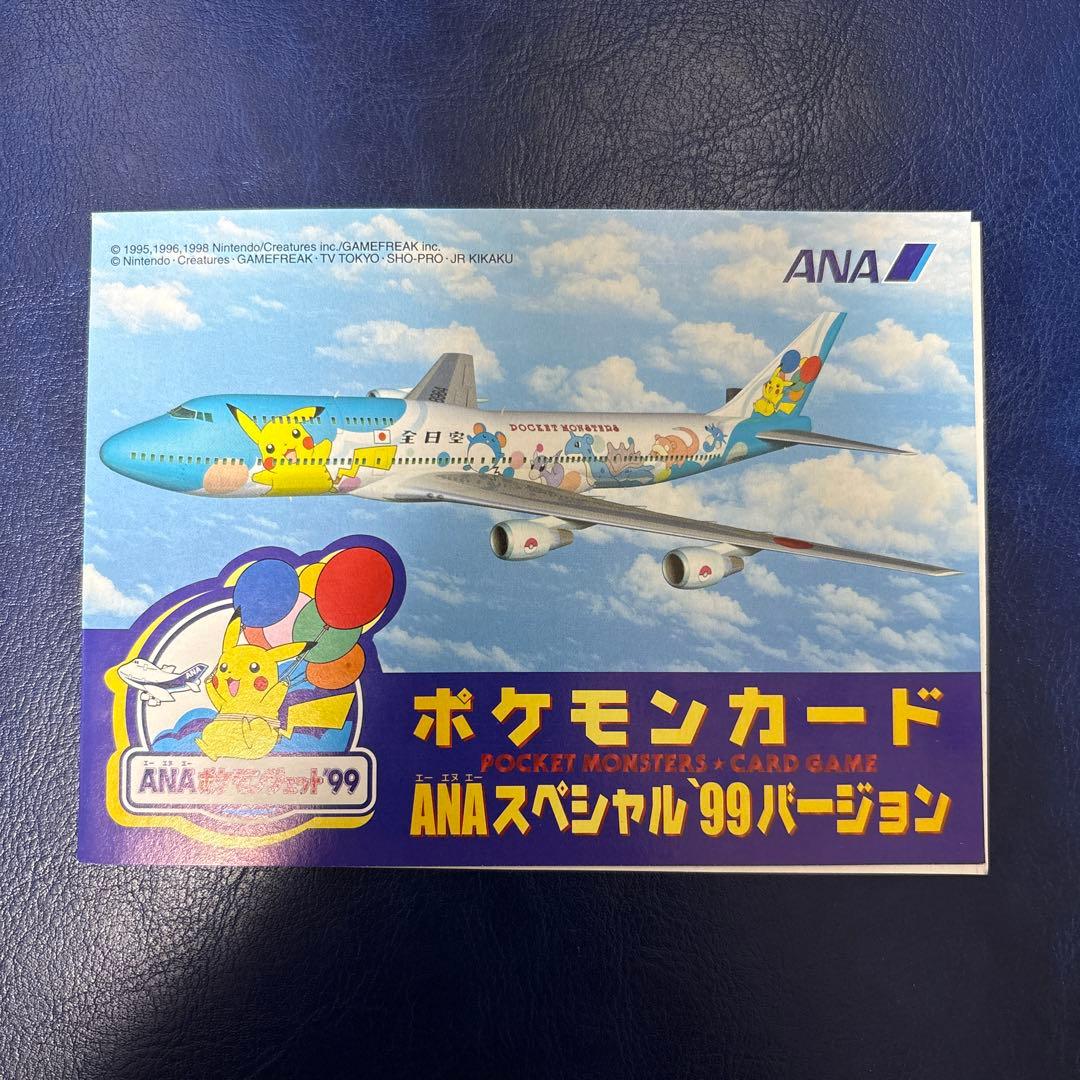 © 1995,1996,1998 Nintendo/Creatures inc./GAMEFREAK inc.
© Nintendo・Creatures・GAMEFREAK・TV TOKYO・SHO-PRO・JR KIKAKU
ANA
POCKET MONSTERS
全日空
ANA
エー エヌ エー
ANAポケモンジェット'99
ポケモンカード
POCKET MONSTERS ★ CARD GAME
エー エヌ エー
ANAスペシャル'99バージョン